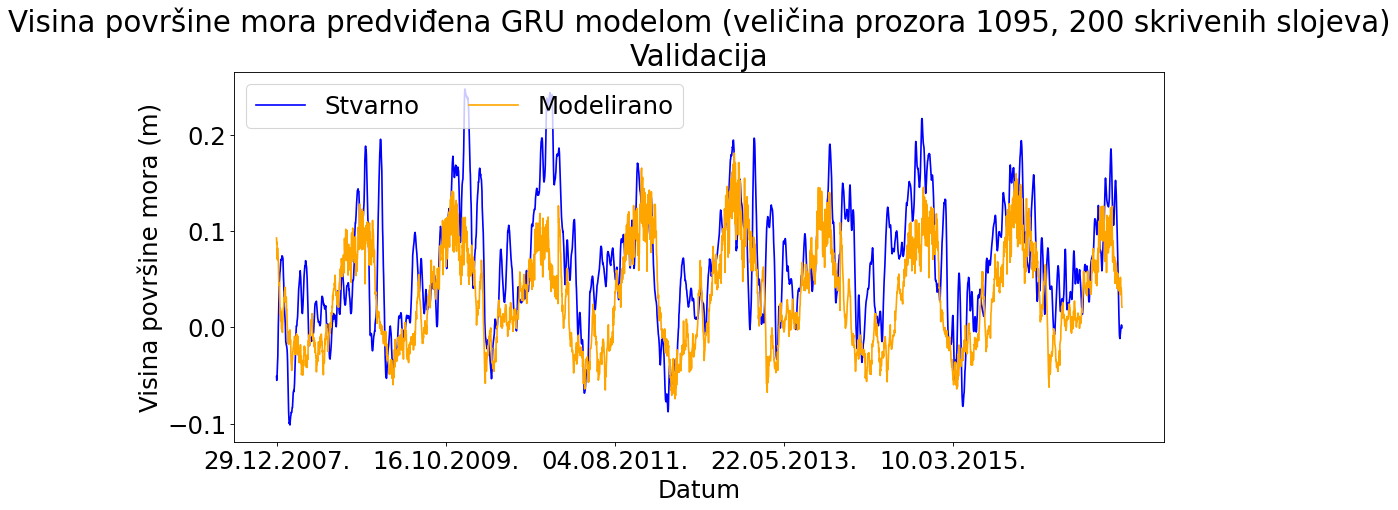 Visina površine mora predviđena GRU modelom (veličina prozora 1095, 200 skrivenih slojeva)
Validacija
Stvarno Modelirano
Visina površine mora (m)
0.2
0.1
0.0
−0.1
29.12.2007. 16.10.2009. 04.08.2011. 22.05.2013. 10.03.2015.
Datum